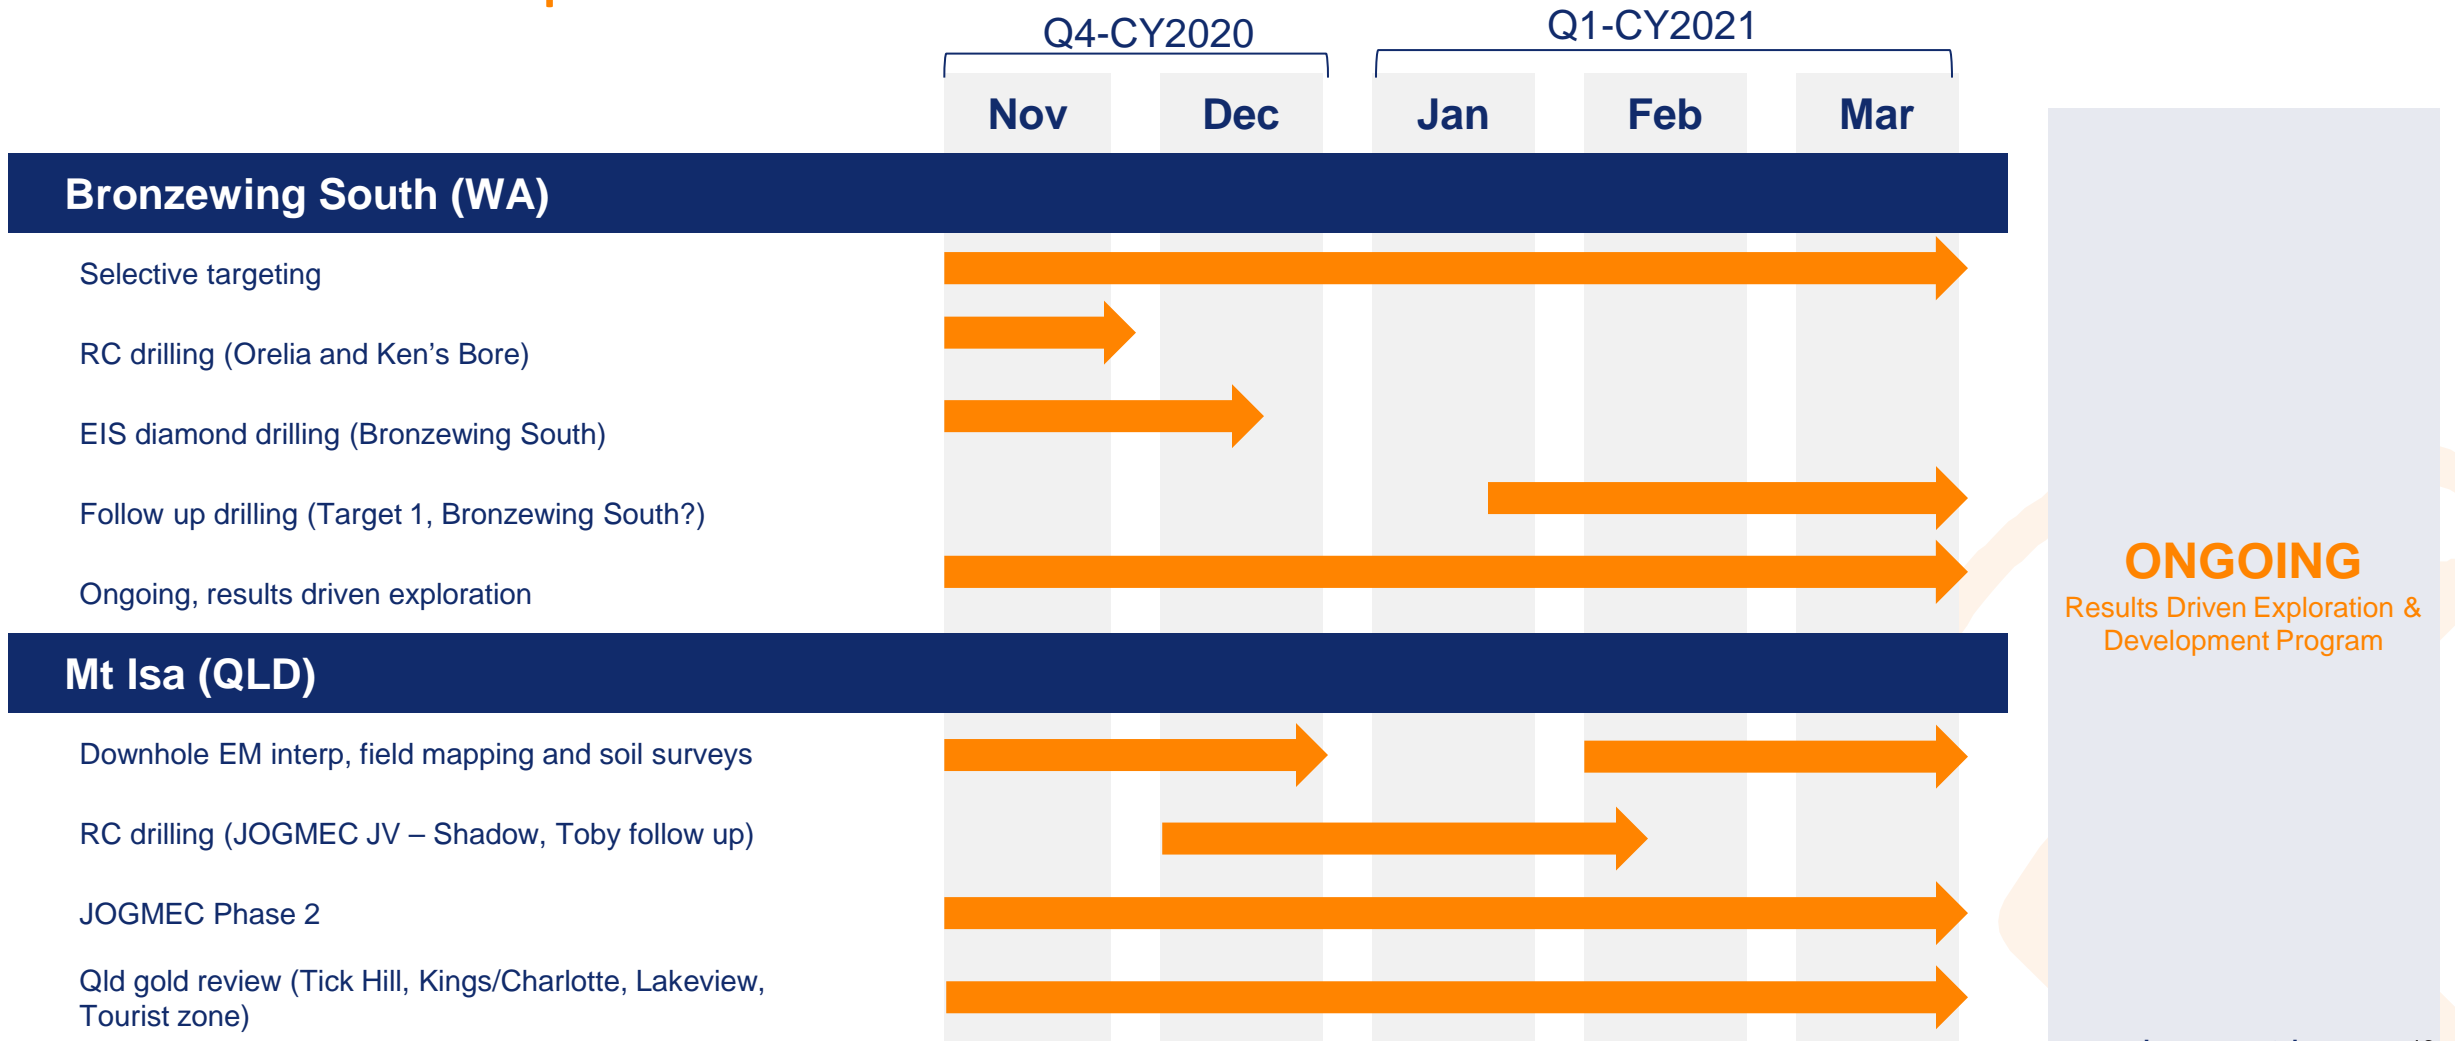 Q4-CY2020
Q1-CY2021
Nov
Dec
Jan
Feb
Mar
Bronzewing South (WA)
Selective targeting
RC drilling (Orelia and Ken’s Bore)
EIS diamond drilling (Bronzewing South)
Follow up drilling (Target 1, Bronzewing South?)
Ongoing, results driven exploration
Mt Isa (QLD)
Downhole EM interp, field mapping and soil surveys
RC drilling (JOGMEC JV – Shadow, Toby follow up)
JOGMEC Phase 2
Qld gold review (Tick Hill, Kings/Charlotte, Lakeview,
Tourist zone)
ONGOING
Results Driven Exploration &
Development Program